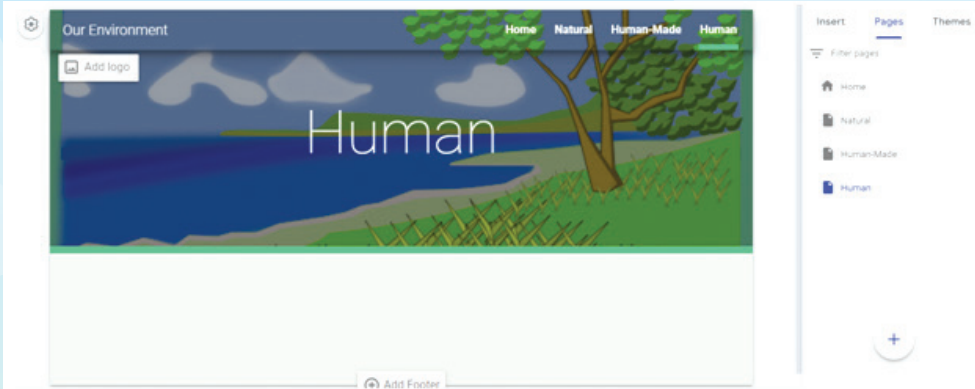 Our Environment
Home Natural Human-Made Human
Add logo
Human
Add Footer
Insert Pages Themes
Filter pages
Home
Natural
Human-Made
Human